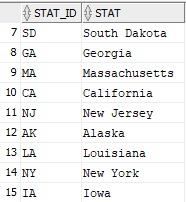 STAT_ID STAT
7 SD South Dakota
8 GA Georgia
9 MA Massachusetts
10 CA California
11 NJ New Jersey
12 AK Alaska
13 LA Louisiana
14 NY New York
15 IA Iowa